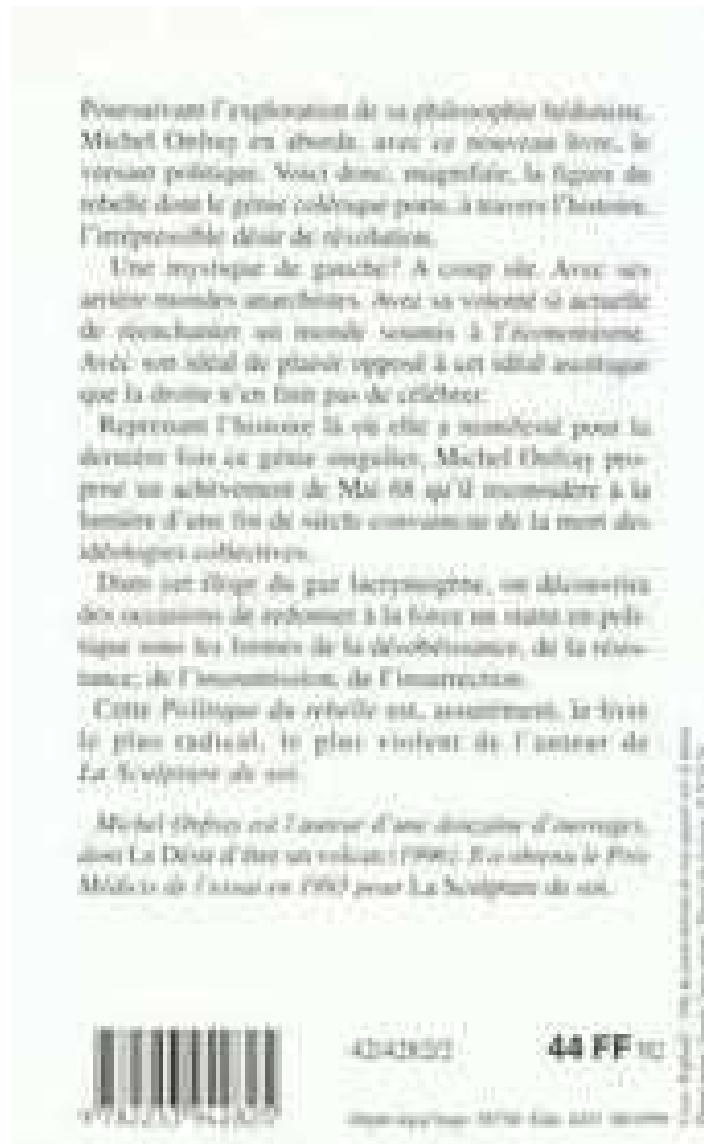 Poursuivant l'exploration de sa philosophie hédoniste,
Michel Onfray en aborde, avec ce nouveau livre, le
versant politique. Voici donc, magnifiée, la figure du
rebelle dont le génie colérique porte, à travers l'histoire,
l'irrépressible désir de révolution.
Une mystique de gauche? A coup sûr. Avec ses
arrière-mondes anarchistes. Avec sa volonté si actuelle
de réenchanter un monde soumis à l'économisme.
Avec son idéal de plaisir opposé à cet idéal ascétique
que la droite n'en finit pas de célébrer.
Reprenant l'histoire là où elle a manifesté pour la
dernière fois ce génie singulier, Michel Onfray pro-
pose un achèvement de Mai 68 qu'il reconsidère à la
lumière d'une fin de siècle convaincue de la mort des
idéologies collectives.
Dans cet éloge du gaz lacrymogène, on découvrira
des occasions de redonner à la force un statut en poli-
tique sous les formes de la désobéissance, de la résis-
tance, de l'insoumission, de l'insurrection.
Cette Politique du rebelle est, assurément, le livre
le plus radical, le plus violent de l'auteur de
La Sculpture de soi.
Michel Onfray est l'auteur d'une douzaine d'ouvrages,
dont Le Désir d'être un volcan (1996). Il a obtenu le Prix
Médicis de l'essai en 1993 pour La Sculpture de soi.
42/4282/2
44 FF